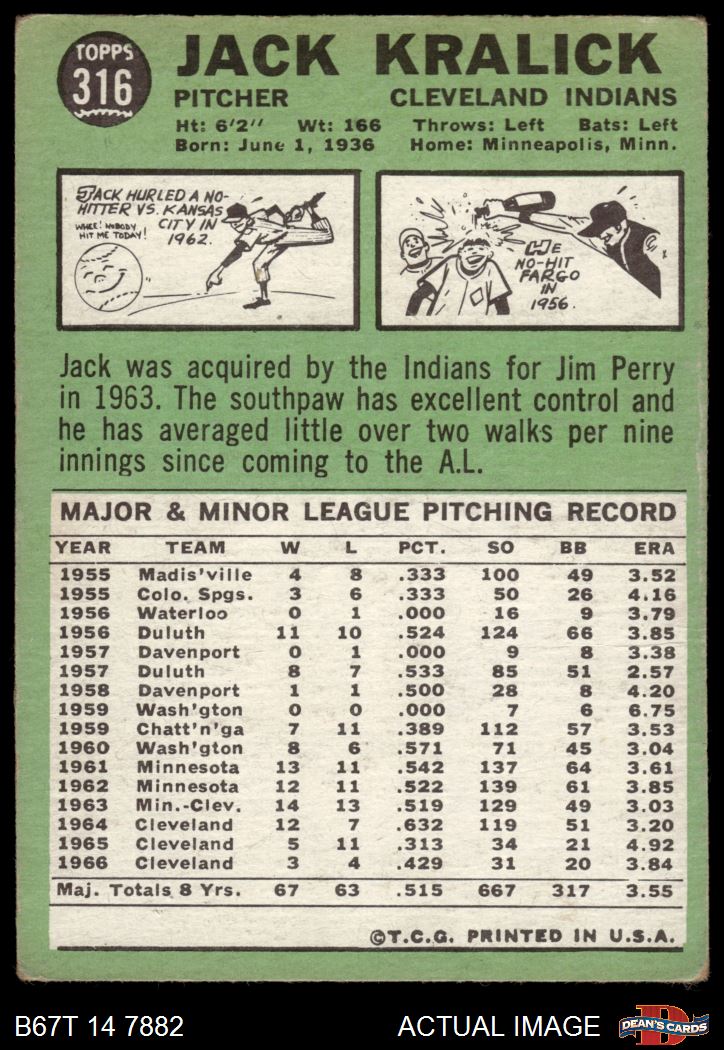 TOPPS
316
JACK KRALICK
PITCHER CLEVELAND INDIANS
Ht: 6'2" Wt: 166 Throws: Left Bats: Left
Born: June 1, 1936 Home: Minneapolis, Minn.
JACK HURLED A NO-
HITTER VS. KANSAS
CITY IN
1962.
WHEE! NOBODY
HIT ME TODAY!
HE
NO-HIT
FARGO
IN
1956.
Jack was acquired by the Indians for Jim Perry
in 1963. The southpaw has excellent control and
he has averaged little over two walks per nine
innings since coming to the A.L.
MAJOR & MINOR LEAGUE PITCHING RECORD
YEAR TEAM W L PCT. SO BB ERA
1955 Madis'ville 4 8 .333 100 49 3.52
1955 Colo. Spgs. 3 6 .333 50 26 4.16
1956 Waterloo 0 1 .000 16 9 3.79
1956 Duluth 11 10 .524 124 66 3.85
1957 Davenport 0 1 .000 9 8 3.38
1957 Duluth 8 7 .533 85 51 2.57
1958 Davenport 1 1 .500 28 8 4.20
1959 Wash'gton 0 0 .000 7 6 6.75
1959 Chatt'n'ga 7 11 .389 112 57 3.53
1960 Wash'gton 8 6 .571 71 45 3.04
1961 Minnesota 13 11 .542 137 64 3.61
1962 Minnesota 12 11 .522 139 61 3.85
1963 Min.-Clev. 14 13 .519 129 49 3.03
1964 Cleveland 12 7 .632 119 51 3.20
1965 Cleveland 5 11 .313 34 21 4.92
1966 Cleveland 3 4 .429 31 20 3.84
Maj. Totals 8 Yrs. 67 63 .515 667 317 3.55
©T.C.G. PRINTED IN U.S.A.
B67T 14 7882 ACTUAL IMAGE
D
DEAN'S CARDS